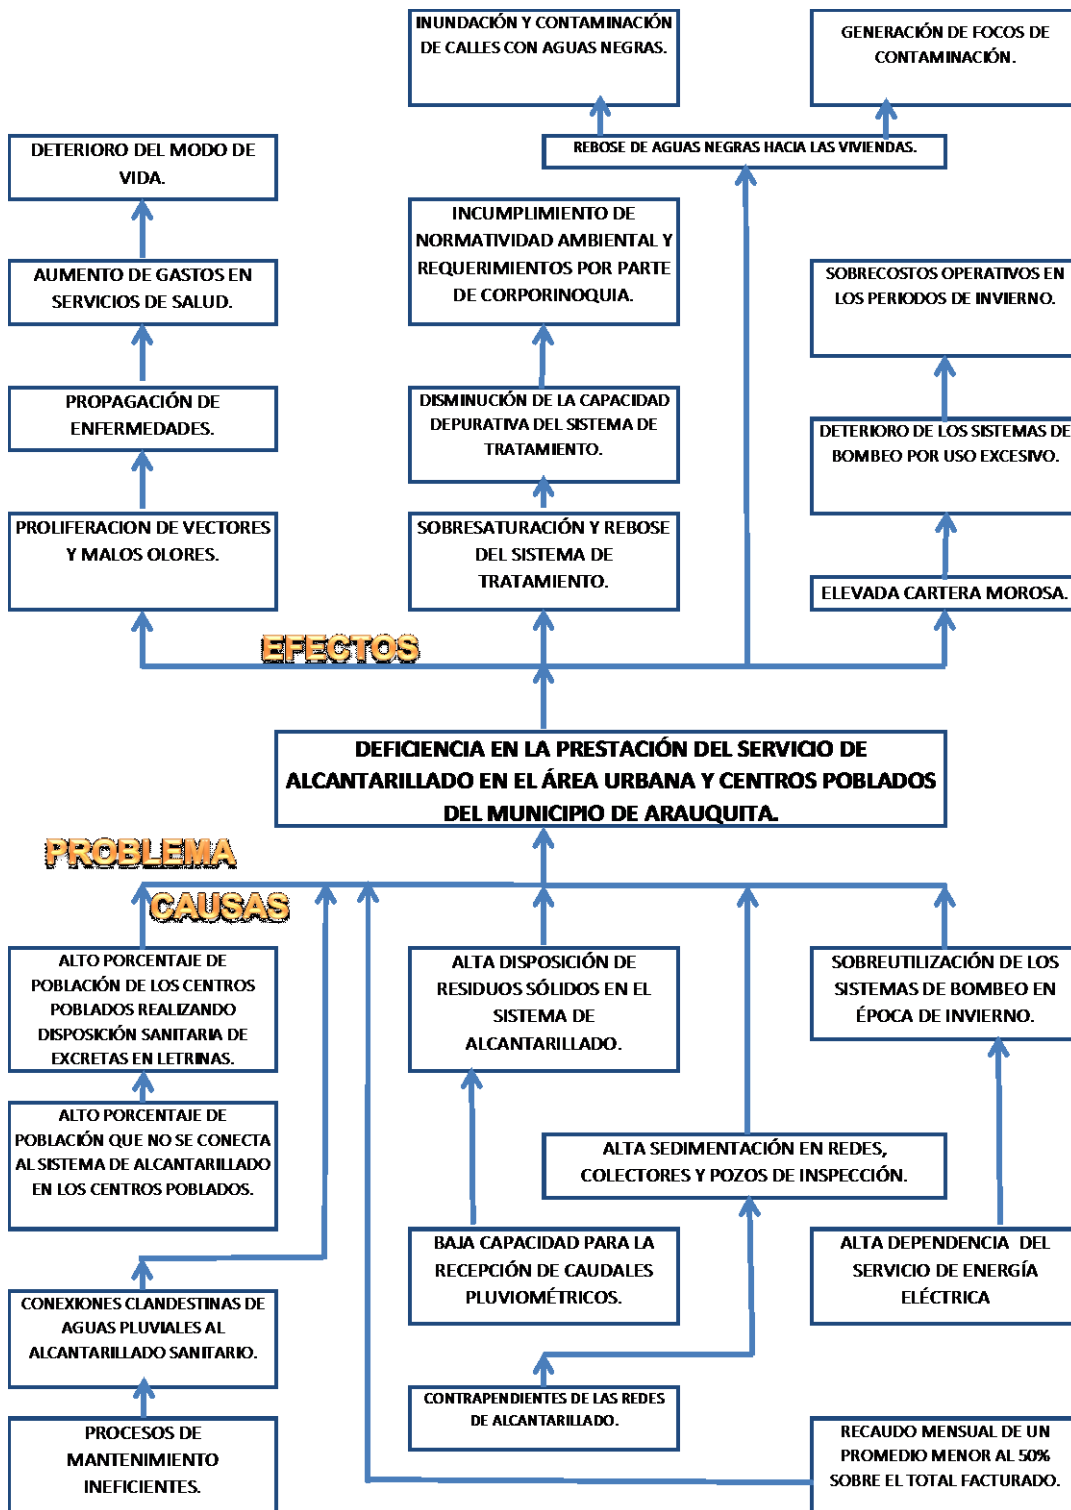 INUNDACIÓN Y CONTAMINACIÓN
DE CALLES CON AGUAS NEGRAS.
GENERACIÓN DE FOCOS DE
CONTAMINACIÓN.
REBOSE DE AGUAS NEGRAS HACIA LAS VIVIENDAS.
DETERIORO DEL MODO DE
VIDA.
INCUMPLIMIENTO DE
NORMATIVIDAD AMBIENTAL Y
REQUERIMIENTOS POR PARTE
DE CORPORINOQUIA.
AUMENTO DE GASTOS EN
SERVICIOS DE SALUD.
SOBRECOSTOS OPERATIVOS EN
LOS PERIODOS DE INVIERNO.
PROPAGACIÓN DE
ENFERMEDADES.
DISMINUCIÓN DE LA CAPACIDAD
DEPURATIVA DEL SISTEMA DE
TRATAMIENTO.
DETERIORO DE LOS SISTEMAS DE
BOMBEO POR USO EXCESIVO.
PROLIFERACION DE VECTORES
Y MALOS OLORES.
SOBRESATURACIÓN Y REBOSE
DEL SISTEMA DE
TRATAMIENTO.
ELEVADA CARTERA MOROSA.
EFECTOS
DEFICIENCIA EN LA PRESTACIÓN DEL SERVICIO DE
ALCANTARILLADO EN EL ÁREA URBANA Y CENTROS POBLADOS
DEL MUNICIPIO DE ARAUQUITA.
PROBLEMA
CAUSAS
ALTO PORCENTAJE DE
POBLACIÓN DE LOS CENTROS
POBLADOS REALIZANDO
DISPOSICIÓN SANITARIA DE
EXCRETAS EN LETRINAS.
ALTA DISPOSICIÓN DE
RESIDUOS SÓLIDOS EN EL
SISTEMA DE
ALCANTARILLADO.
SOBREUTILIZACIÓN DE LOS
SISTEMAS DE BOMBEO EN
ÉPOCA DE INVIERNO.
ALTO PORCENTAJE DE
POBLACIÓN QUE NO SE CONECTA
AL SISTEMA DE ALCANTARILLADO
EN LOS CENTROS POBLADOS.
ALTA SEDIMENTACIÓN EN REDES,
COLECTORES Y POZOS DE INSPECCIÓN.
BAJA CAPACIDAD PARA LA
RECEPCIÓN DE CAUDALES
PLUVIOMÉTRICOS.
ALTA DEPENDENCIA DEL
SERVICIO DE ENERGÍA
ELÉCTRICA
CONEXIONES CLANDESTINAS DE
AGUAS PLUVIALES AL
ALCANTARILLADO SANITARIO.
CONTRAPENDIENTES DE LAS REDES
DE ALCANTARILLADO.
PROCESOS DE
MANTENIMIENTO
INEFICIENTES.
RECAUDO MENSUAL DE UN
PROMEDIO MENOR AL 50%
SOBRE EL TOTAL FACTURADO.